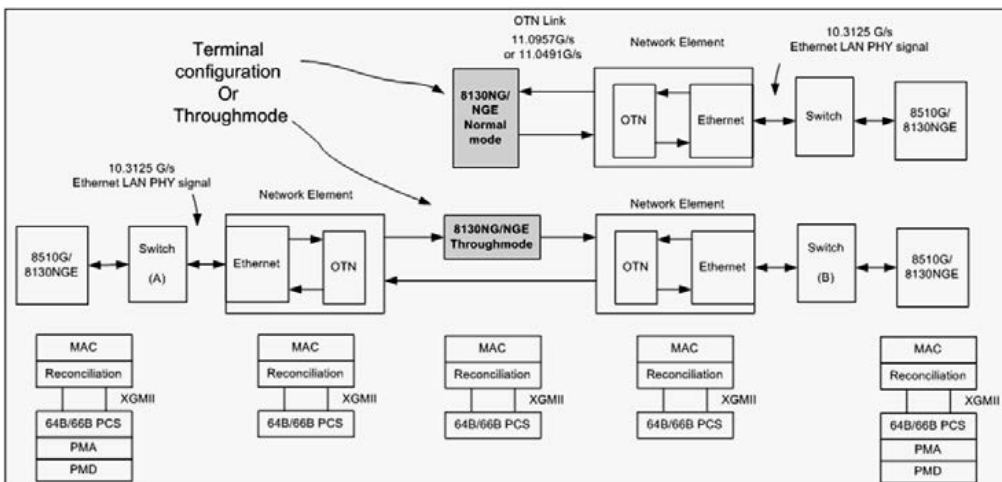 OTN Link
11.0957G/s
or 11.0491G/s
Network Element
10.3125 G/s
Ethernet LAN PHY signal
Terminal
configuration
Or
Throughmode
8130NG/
NGE
Normal
mode
OTN
Ethernet
Switch
8510G/
8130NGE
10.3125 G/s
Ethernet LAN PHY signal
Network Element
Network Element
8510G/
8130NGE
Switch
(A)
Ethernet
OTN
8130NG/NGE
Throughmode
OTN
Ethernet
Switch
(B)
8510G/
8130NGE
MAC
Reconciliation
XGMII
64B/66B PCS
PMA
PMD
MAC
Reconciliation
XGMII
64B/66B PCS
MAC
Reconciliation
XGMII
64B/66B PCS
MAC
Reconciliation
XGMII
64B/66B PCS
MAC
Reconciliation
XGMII
64B/66B PCS
PMA
PMD